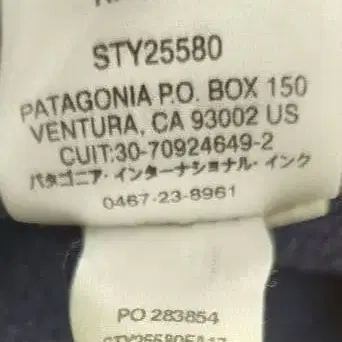 STY25580
PATAGONIA P.O. BOX 150
VENTURA, CA 93002 US
CUIT:30-70924649-2
パタゴニア・インターナショナル・インク
0467-23-8961
PO 283854
STY25580FA17